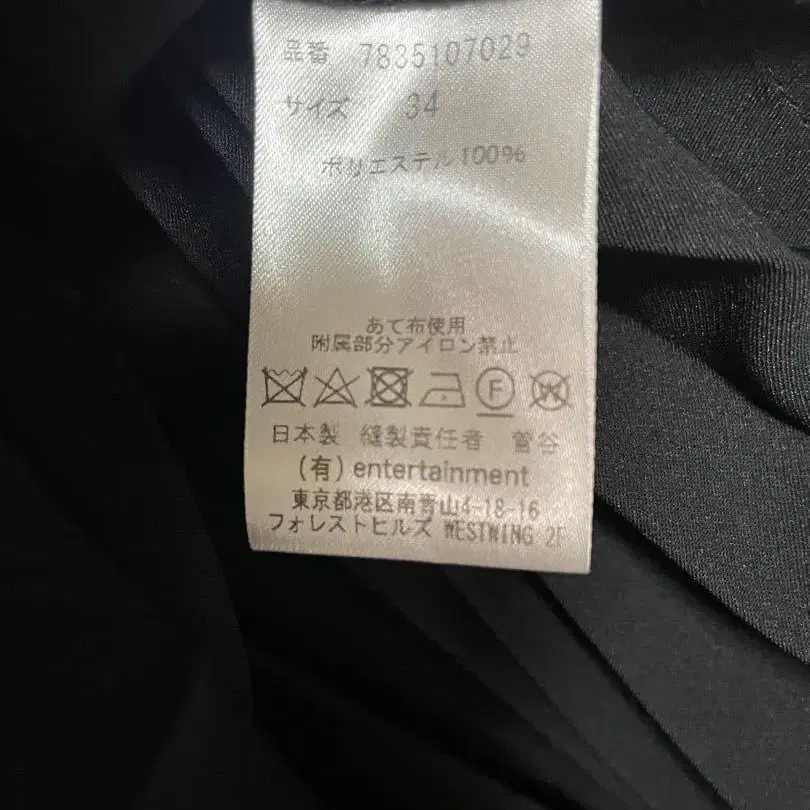 品番 7835107029
サイズ 34
ポリエステル100%
あて布使用
附属部分アイロン禁止
F W
日本製 縫製責任者 菅谷
(有) entertainment
東京都港区南青山4-18-16
フォレストヒルズ WESTWING 2F